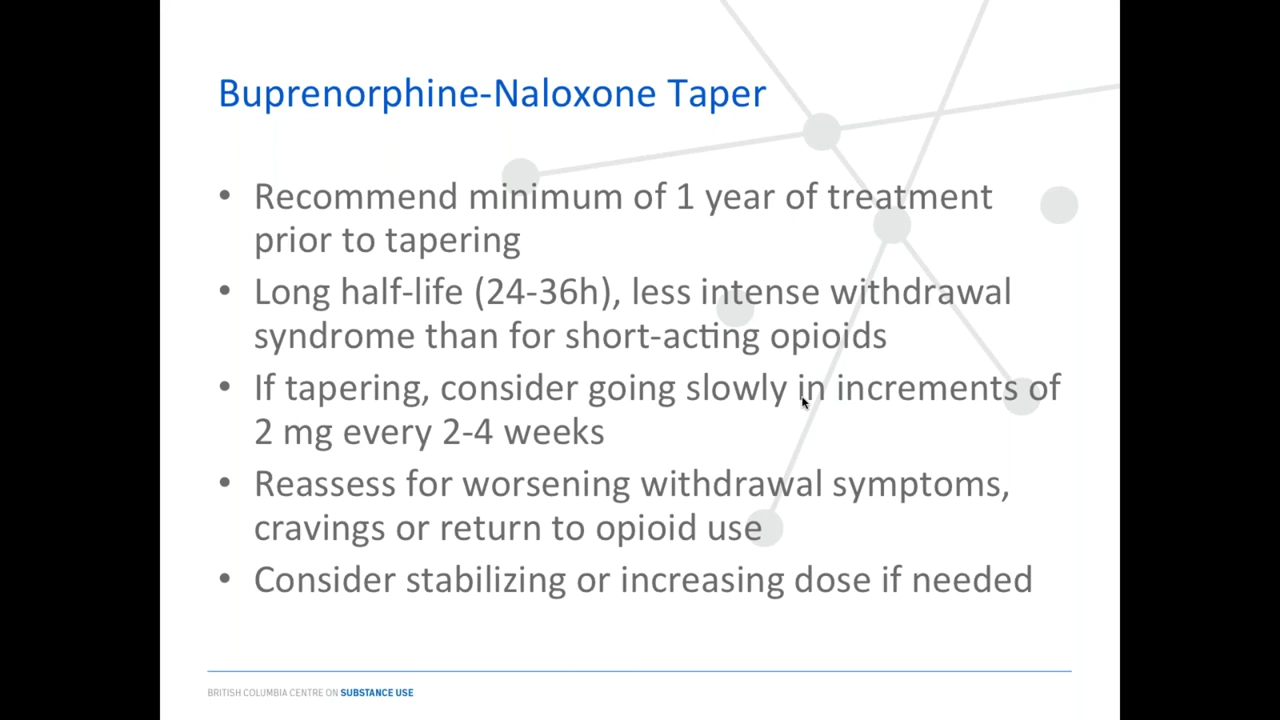 Buprenorphine-Naloxone Taper
• Recommend minimum of 1 year of treatment
prior to tapering
• Long half-life (24-36h), less intense withdrawal
syndrome than for short-acting opioids
• If tapering, consider going slowly in increments of
2 mg every 2-4 weeks
• Reassess for worsening withdrawal symptoms,
cravings or return to opioid use
• Consider stabilizing or increasing dose if needed
BRITISH COLUMBIA CENTRE ON SUBSTANCE USE